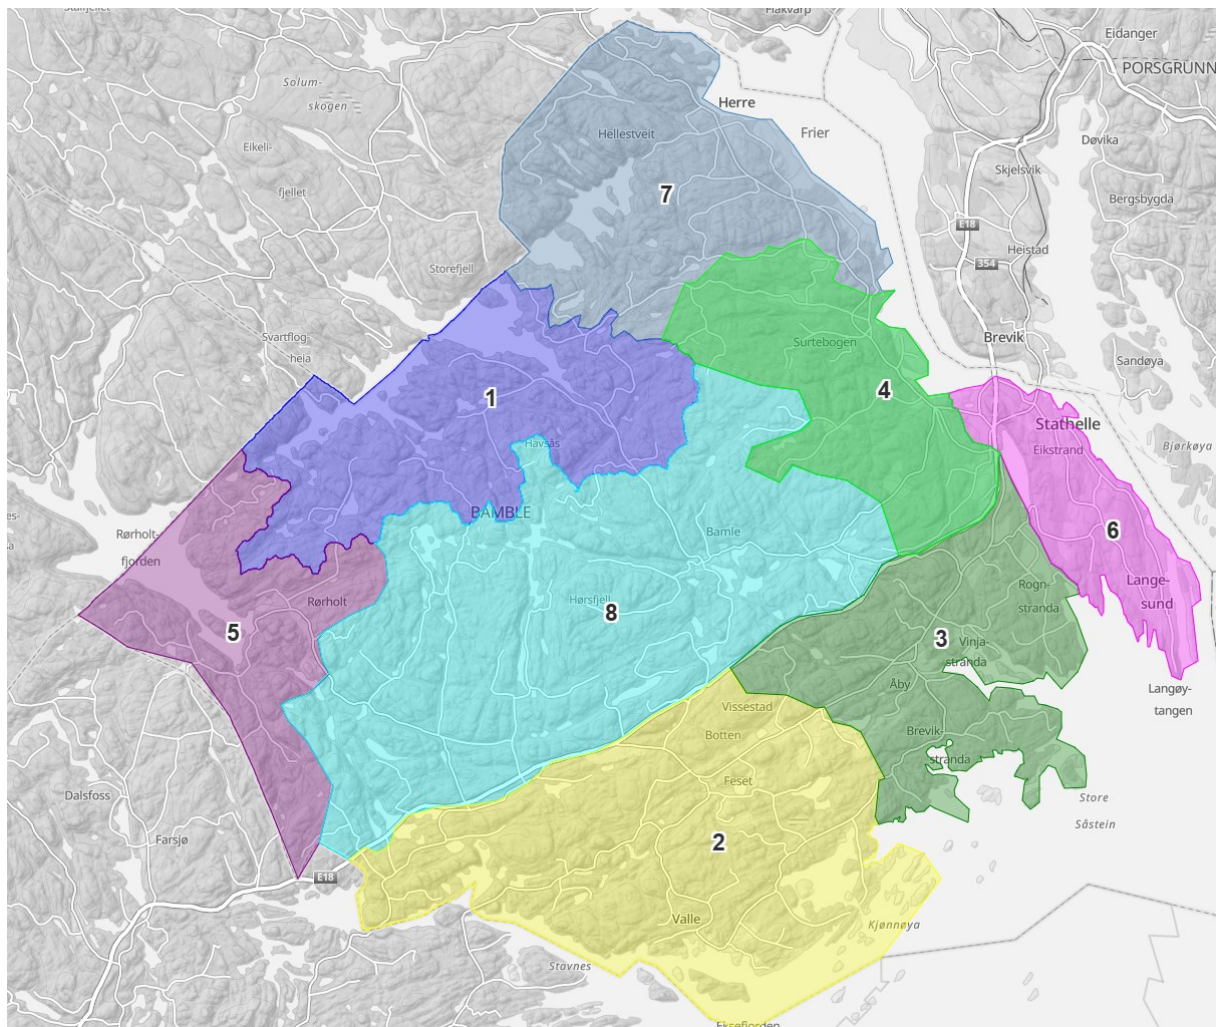 Flakvarp
Eidanger
PORSGRUNN
Solum-
skogen
Herre
Hellestveit
Frier
Døvika
Eikeli-
fjellet
Skjelsvik
7
Bergsbygda
E18
Heistad
Storefjell
354
Svartflog-
heia
Surtebogen
Brevik
Sandøya
1
4
Stathelle
Havsås
Eikstrand
Bjørkøya
BAMBLE
Rørholt-
fjorden
Bamle
6
Rogn-
stranda
Lange-
sund
Rørholt
Hørsfjell
8
5
3
Vinja-
stranda
Åby
Langøy-
tangen
Vissestad
Botten
Brevik-
stranda
Feset
Dalsfoss
Store
Såstein
Farsjø
2
E18
Valle
Kjønnøya
Stavnes
Eksefjorden